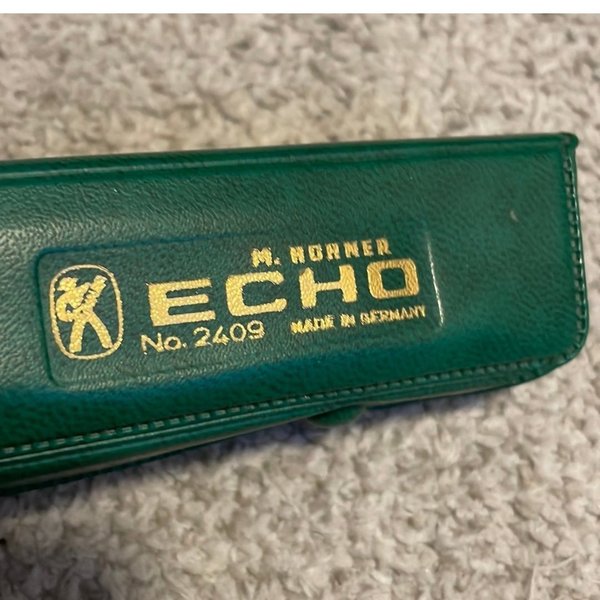 M. HOHNER
ECHO
No. 2409 MADE IN GERMANY